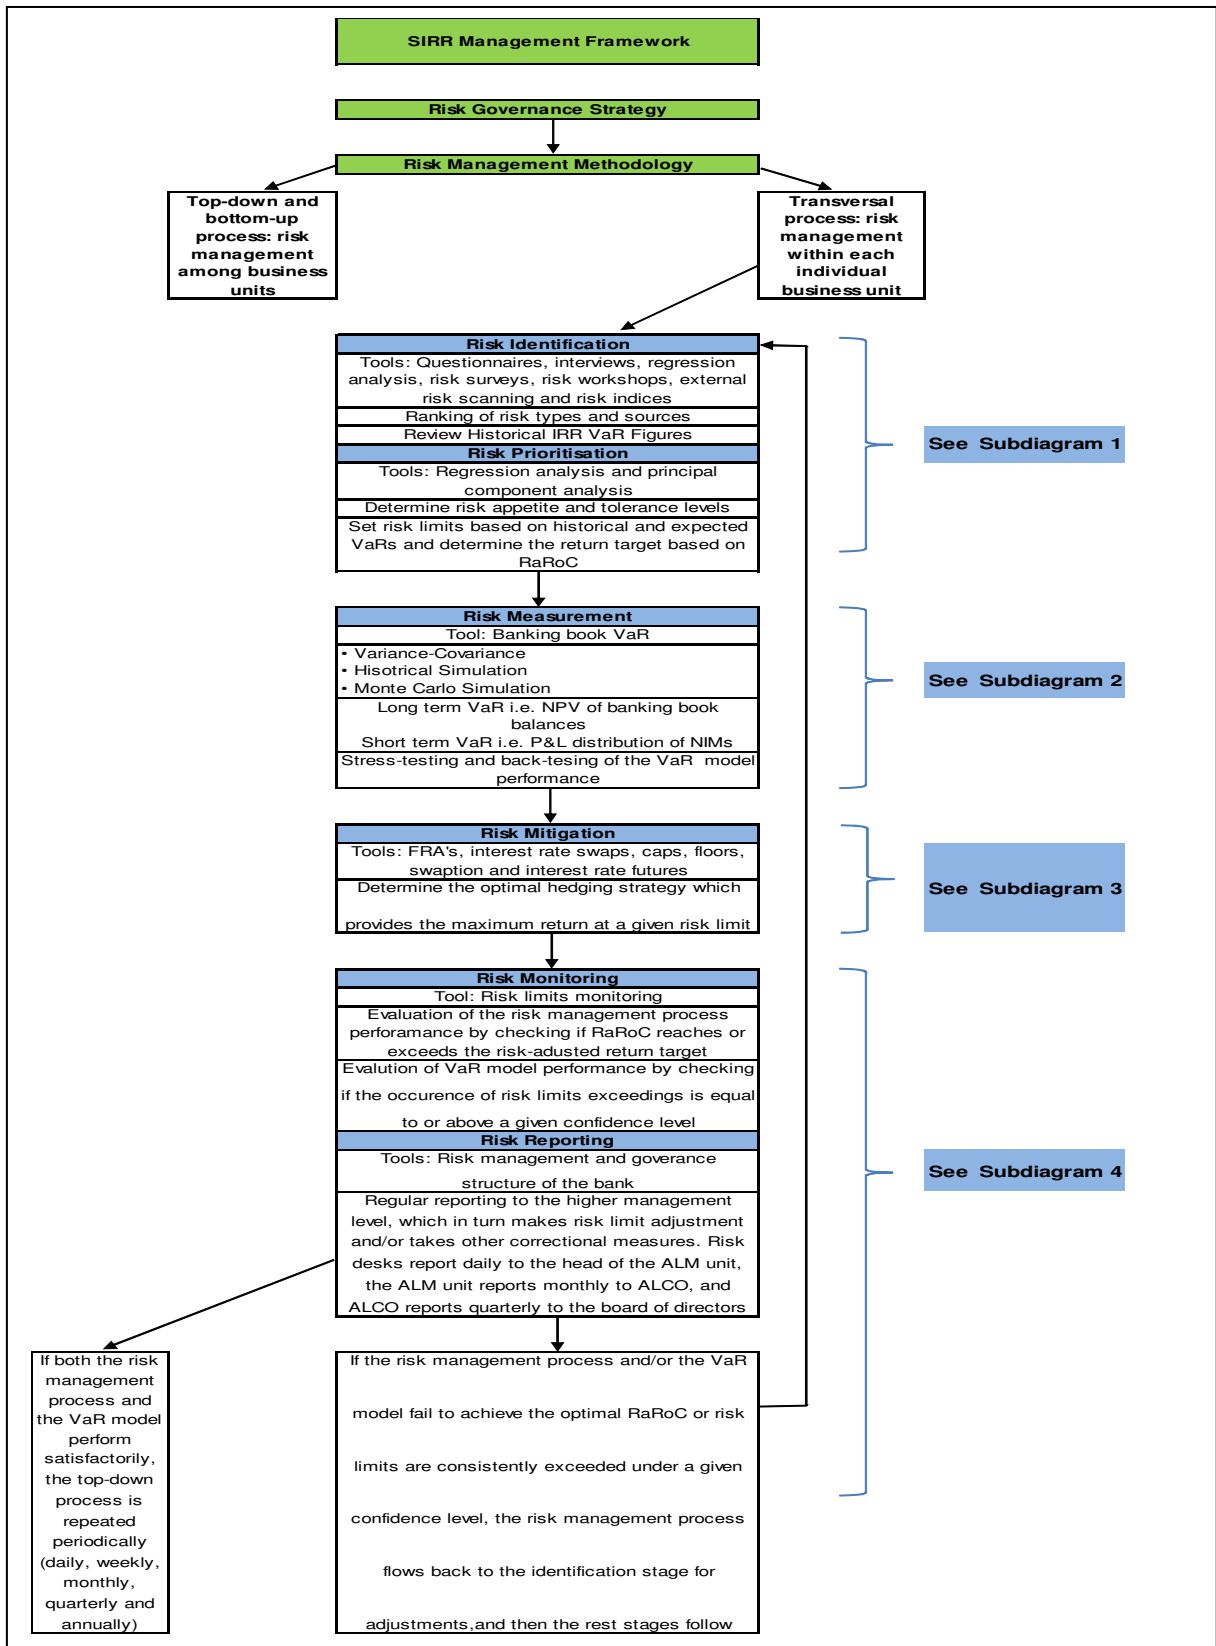 SIRR Management Framework
Risk Governance Strategy
Risk Management Methodology
Top-down and
bottom-up
process: risk
management
among business
units
Transversal
process: risk
management
within each
individual
business unit
Risk Identification
Tools: Questionnaires, interviews, regression
analysis, risk surveys, risk workshops, external
risk scanning and risk indices
Ranking of risk types and sources
Review Historical IRR VaR Figures
Risk Prioritisation
Tools: Regression analysis and principal
component analysis
Determine risk appetite and tolerance levels
Set risk limits based on historical and expected
VaRs and determine the return target based on
RaRoC
See Subdiagram 1
Risk Measurement
Tool: Banking book VaR
• Variance-Covariance
• Hisotrical Simulation
• Monte Carlo Simulation
Long term VaR i.e. NPV of banking book
balances
Short term VaR i.e. P&L distribution of NIMs
Stress-testing and back-tesing of the VaR model
performance
See Subdiagram 2
Risk Mitigation
Tools: FRA's, interest rate swaps, caps, floors,
swaption and interest rate futures
Determine the optimal hedging strategy which
provides the maximum return at a given risk limit
See Subdiagram 3
Risk Monitoring
Tool: Risk limits monitoring
Evaluation of the risk management process
perforamance by checking if RaRoC reaches or
exceeds the risk-adusted return target
Evalution of VaR model performance by checking
if the occurence of risk limits exceedings is equal
to or above a given confidence level
Risk Reporting
Tools: Risk management and goverance
structure of the bank
Regular reporting to the higher management
level, which in turn makes risk limit adjustment
and/or takes other correctional measures. Risk
desks report daily to the head of the ALM unit,
the ALM unit reports monthly to ALCO, and
ALCO reports quarterly to the board of directors
See Subdiagram 4
If both the risk
management
process and
the VaR model
perform
satisfactorily,
the top-down
process is
repeated
periodically
(daily, weekly,
monthly,
quarterly and
annually)
If the risk management process and/or the VaR
model fail to achieve the optimal RaRoC or risk
limits are consistently exceeded under a given
confidence level, the risk management process
flows back to the identification stage for
adjustments,and then the rest stages follow